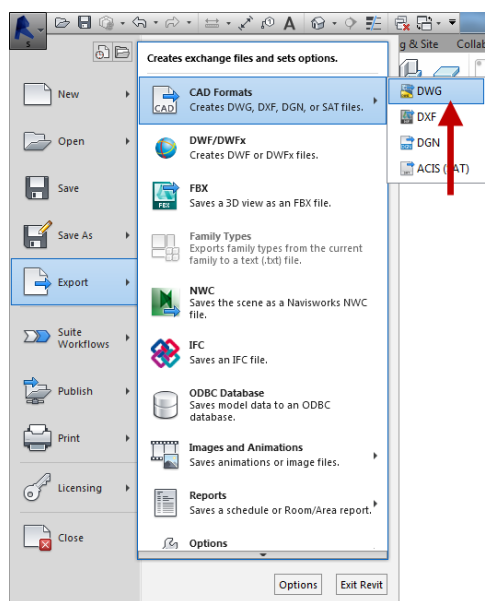 S
g & Site Collab
Creates exchange files and sets options.
New
Open
Save
Save As
Export
Suite
Workflows
Publish
Print
Licensing
Close
CAD
CAD Formats
Creates DWG, DXF, DGN, or SAT files.
DWF/DWFx
Creates DWF or DWFx files.
FBX
FBX
Saves a 3D view as an FBX file.
Family Types
Exports family types from the current
family to a text (.txt) file.
NWC
Saves the scene as a Navisworks NWC
file.
IFC
Saves an IFC file.
ODBC Database
Saves model data to an ODBC
database.
Images and Animations
Saves animations or image files.
Reports
Saves a schedule or Room/Area report.
Options
DWG
DXF
DGN
ACIS (SAT)
Options
Exit Revit